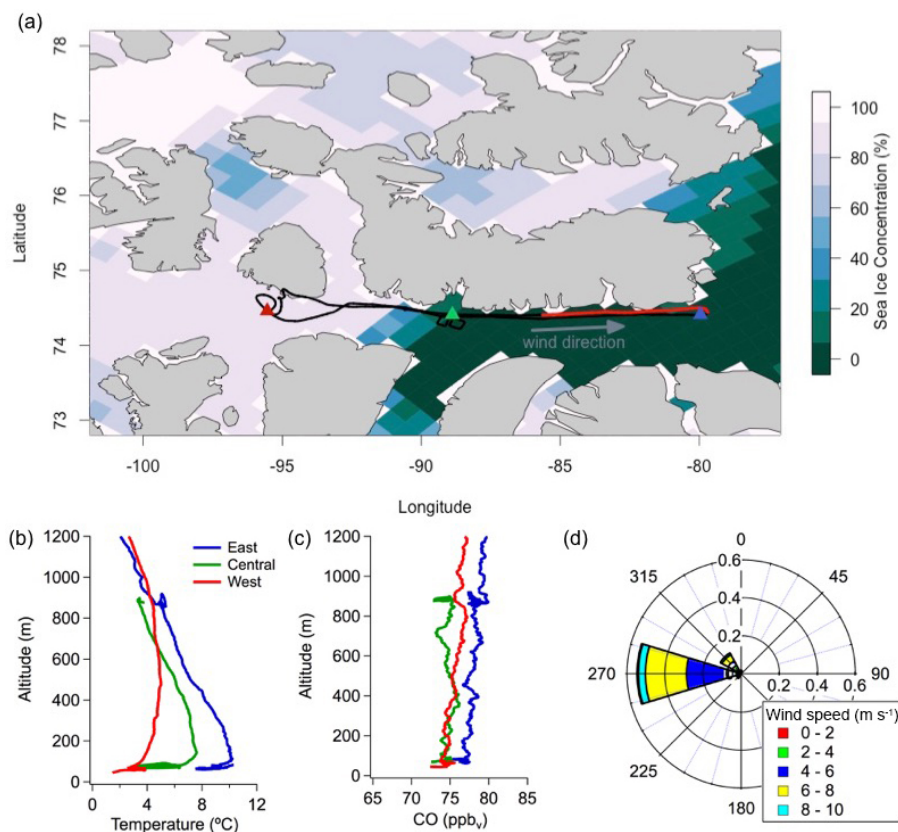 (a)
78
77
76
75
74
73
Latitude
-100
-95
-90
-85
-80
Longitude
wind direction
100
80
60
40
20
0
Sea Ice Concentration (%)
(b)
1200
1000
800
600
400
200
0
Altitude (m)
East
Central
West
0
4
8
12
Temperature (ºC)
(c)
1200
1000
800
600
400
200
0
Altitude (m)
65
70
75
80
85
CO (ppbv)
(d)
0
45
90
180
225
270
315
0.6
0.4
0.2
0.2
0.4
0.6
Wind speed (m s⁻¹)
0 - 2
2 - 4
4 - 6
6 - 8
8 - 10